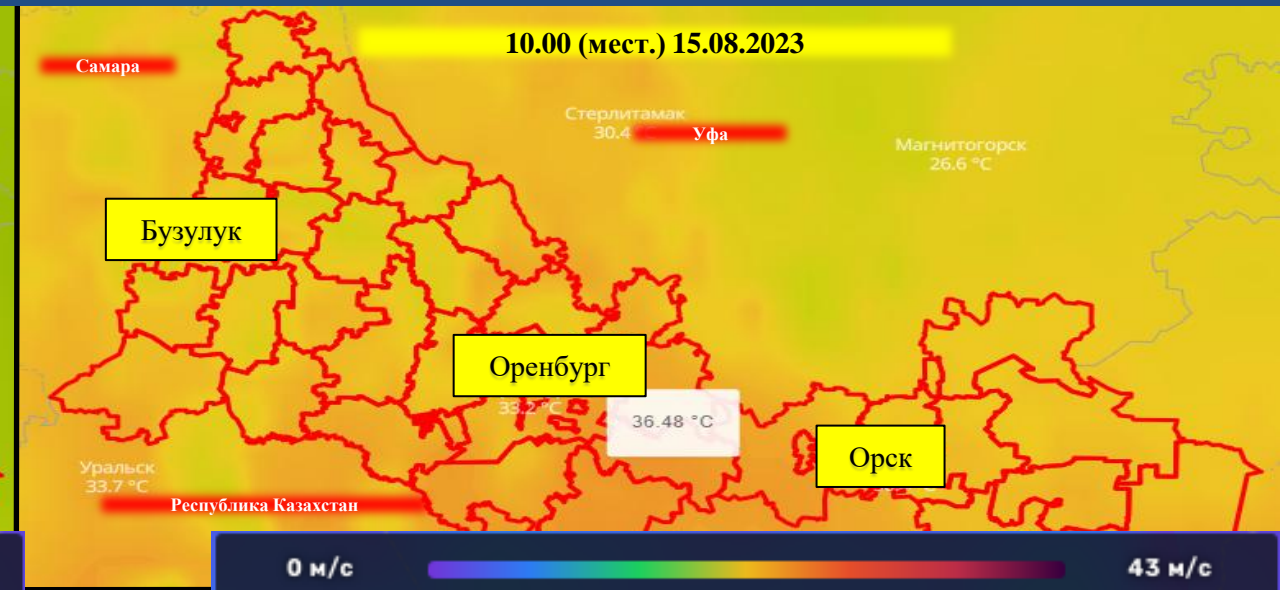 10.00 (мест.) 15.08.2023
Самара
Стерлитамак
30.4
Уфа
Магнитогорск
26.6 °C
Бузулук
Оренбург
33.2 °C
36.48 °C
Орск
Уральск
33.7 °C
Республика Казахстан
0 м/с
43 м/с